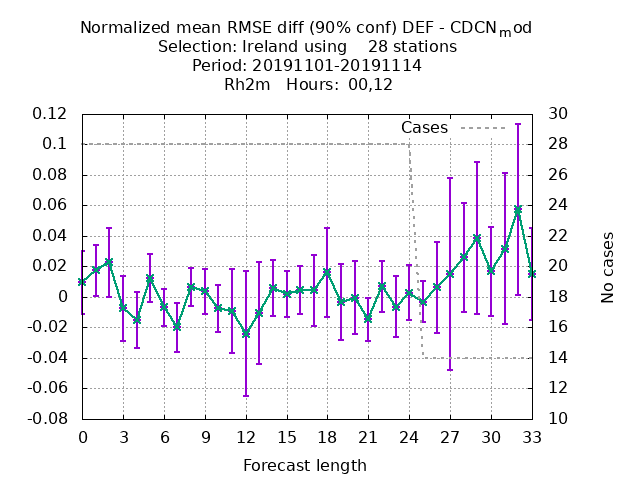 Normalized mean RMSE diff (90% conf) DEF - CDCNmod
Selection: Ireland using    28 stations
Period: 20191101-20191114
Rh2m   Hours:  00,12
Cases
0.12
0.1
0.08
0.06
0.04
0.02
0
-0.02
-0.04
-0.06
-0.08
30
28
26
24
22
20
18
16
14
12
10
No cases
0 3 6 9 12 15 18 21 24 27 30 33
Forecast length